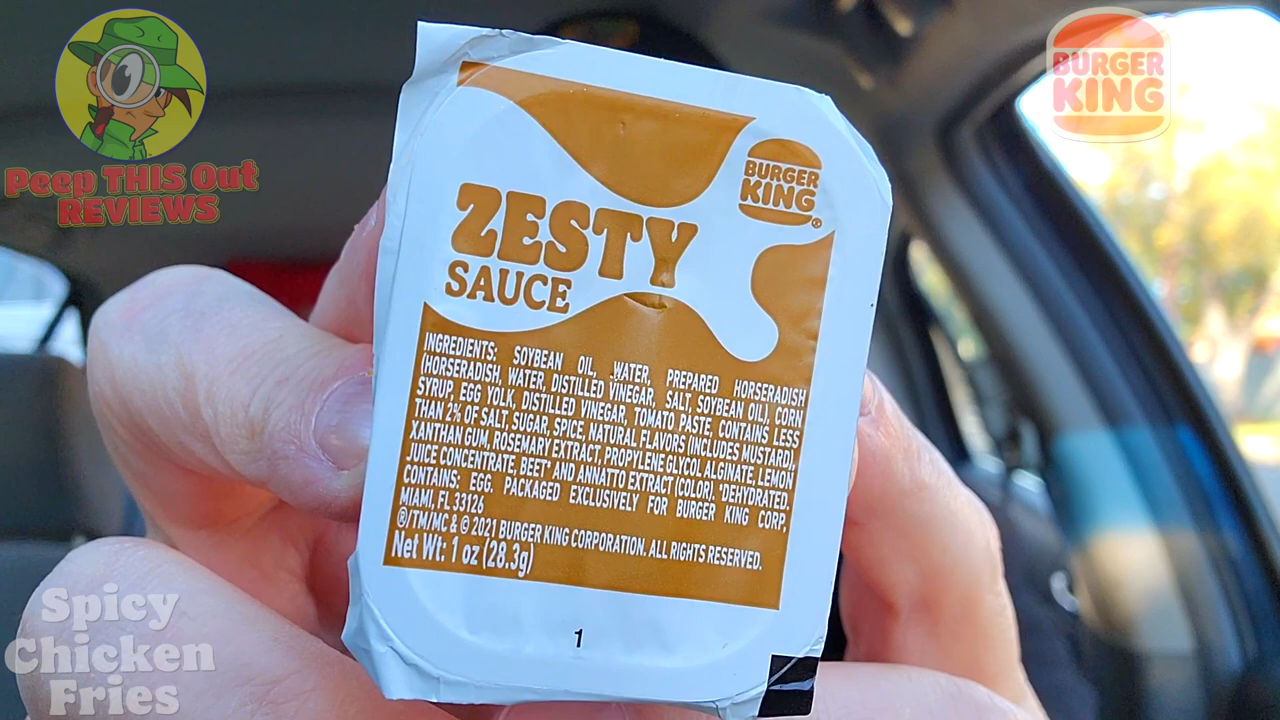 Peep THIS Out
REVIEWS
BURGER
KING
BURGER
KING
®
ZESTY
SAUCE
INGREDIENTS: SOYBEAN OIL, WATER, PREPARED HORSERADISH
(HORSERADISH, WATER, DISTILLED VINEGAR, SALT, SOYBEAN OIL), CORN
SYRUP, EGG YOLK, DISTILLED VINEGAR, TOMATO PASTE. CONTAINS LESS
THAN 2% OF SALT, SUGAR, SPICE, NATURAL FLAVORS (INCLUDES MUSTARD),
XANTHAN GUM, ROSEMARY EXTRACT, PROPYLENE GLYCOL ALGINATE, LEMON
JUICE CONCENTRATE, BEET* AND ANNATTO EXTRACT (COLOR). *DEHYDRATED.
CONTAINS: EGG. PACKAGED EXCLUSIVELY FOR BURGER KING CORP,
MIAMI, FL 33126
®/TM/MC & © 2021 BURGER KING CORPORATION. ALL RIGHTS RESERVED.
Net Wt: 1 oz (28.3g)
1
Spicy
Chicken
Fries